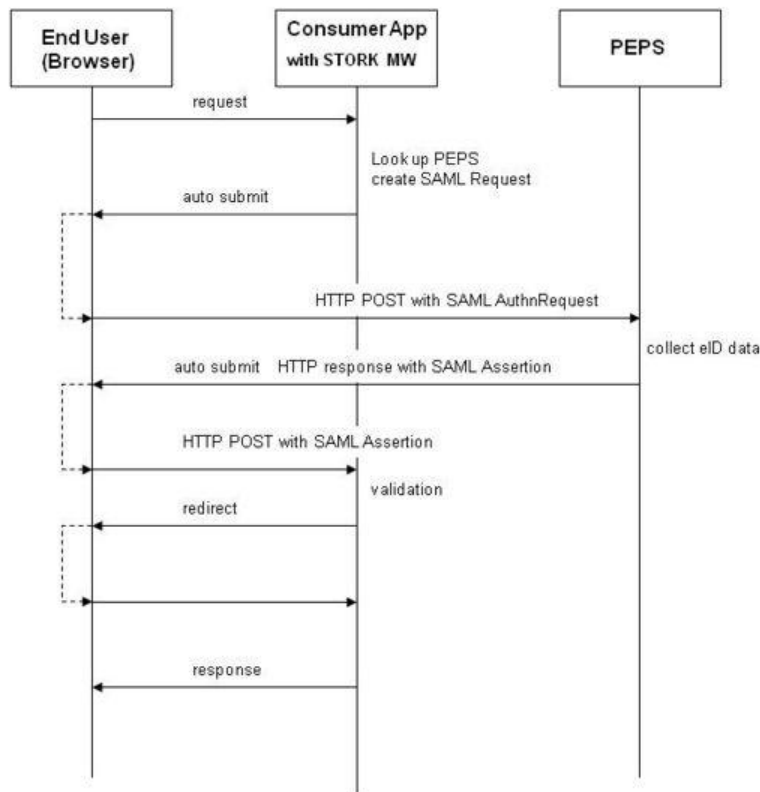 End User
(Browser)
Consumer App
with STORK MW
PEPS
request
Look up PEPS
create SAML Request
auto submit
HTTP POST with SAML AuthnRequest
collect eID data
auto submit HTTP response with SAML Assertion
HTTP POST with SAML Assertion
validation
redirect
response